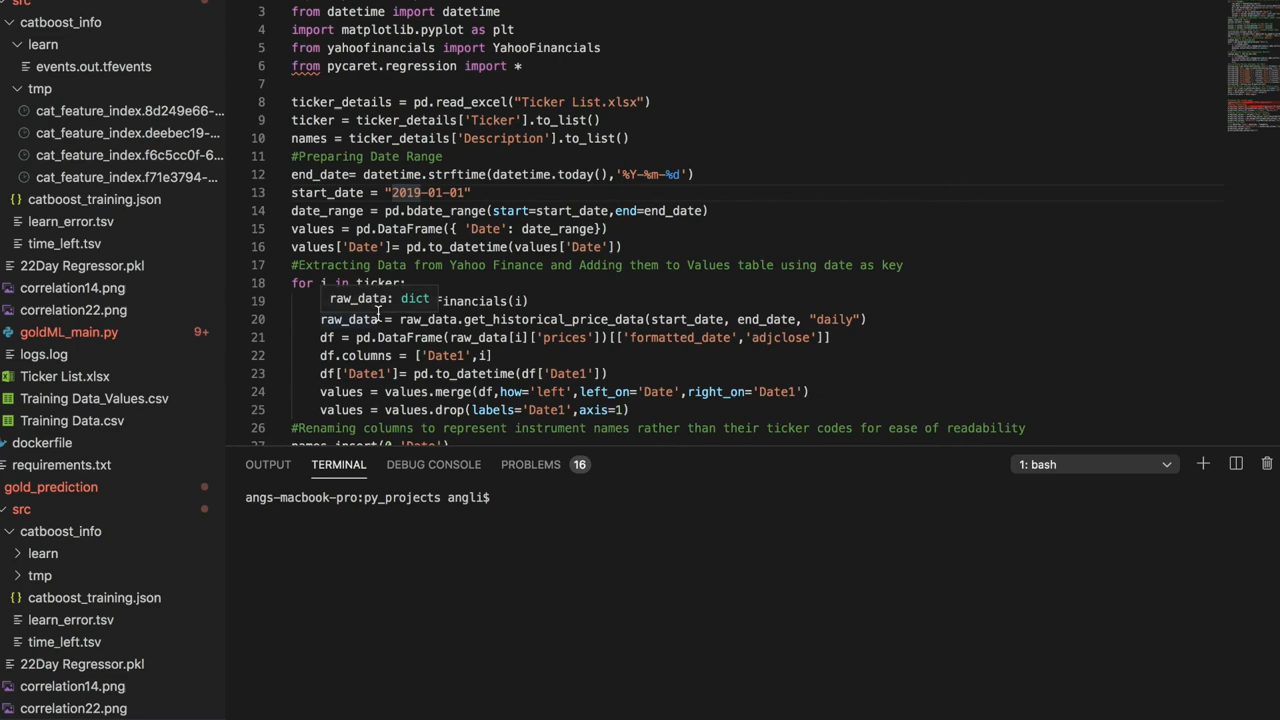 src
catboost_info
learn
events.out.tfevents
tmp
cat_feature_index.8d249e66-...
cat_feature_index.deebec19-...
cat_feature_index.f6c5cc0f-6...
cat_feature_index.f71e3794-...
catboost_training.json
learn_error.tsv
time_left.tsv
22Day Regressor.pkl
correlation14.png
correlation22.png
goldML_main.py 9+
logs.log
Ticker List.xlsx
Training Data_Values.csv
Training Data.csv
dockerfile
requirements.txt
gold_prediction
src
catboost_info
learn
tmp
catboost_training.json
learn_error.tsv
time_left.tsv
22Day Regressor.pkl
correlation14.png
correlation22.png
3 from datetime import datetime
4 import matplotlib.pyplot as plt
5 from yahoofinancials import YahooFinancials
6 from pycaret.regression import *
7
8 ticker_details = pd.read_excel("Ticker List.xlsx")
9 ticker = ticker_details['Ticker'].to_list()
10 names = ticker_details['Description'].to_list()
11 #Preparing Date Range
12 end_date= datetime.strftime(datetime.today(),'%Y-%m-%d')
13 start_date = "2019-01-01"
14 date_range = pd.bdate_range(start=start_date,end=end_date)
15 values = pd.DataFrame({ 'Date': date_range})
16 values['Date']= pd.to_datetime(values['Date'])
17 #Extracting Data from Yahoo Finance and Adding them to Values table using date as key
18 for i in ticker:
raw_data: dict
19 Financials(i)
20 raw_data = raw_data.get_historical_price_data(start_date, end_date, "daily")
21 df = pd.DataFrame(raw_data[i]['prices'])[['formatted_date','adjclose']]
22 df.columns = ['Date1',i]
23 df['Date1']= pd.to_datetime(df['Date1'])
24 values = values.merge(df,how='left',left_on='Date',right_on='Date1')
25 values = values.drop(labels='Date1',axis=1)
26 #Renaming columns to represent instrument names rather than their ticker codes for ease of readability
27 names.insert(0,'Date')
OUTPUT TERMINAL DEBUG CONSOLE PROBLEMS 16 1: bash
angs-macbook-pro:py_projects angli$